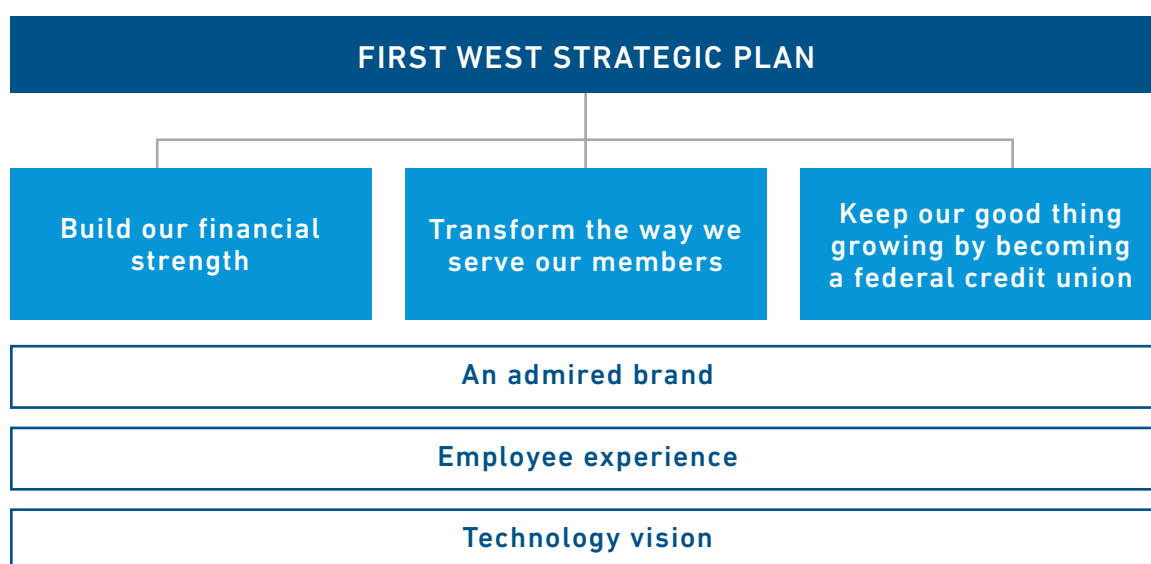 FIRST WEST STRATEGIC PLAN
Build our financial
strength
Transform the way we
serve our members
Keep our good thing
growing by becoming
a federal credit union
An admired brand
Employee experience
Technology vision